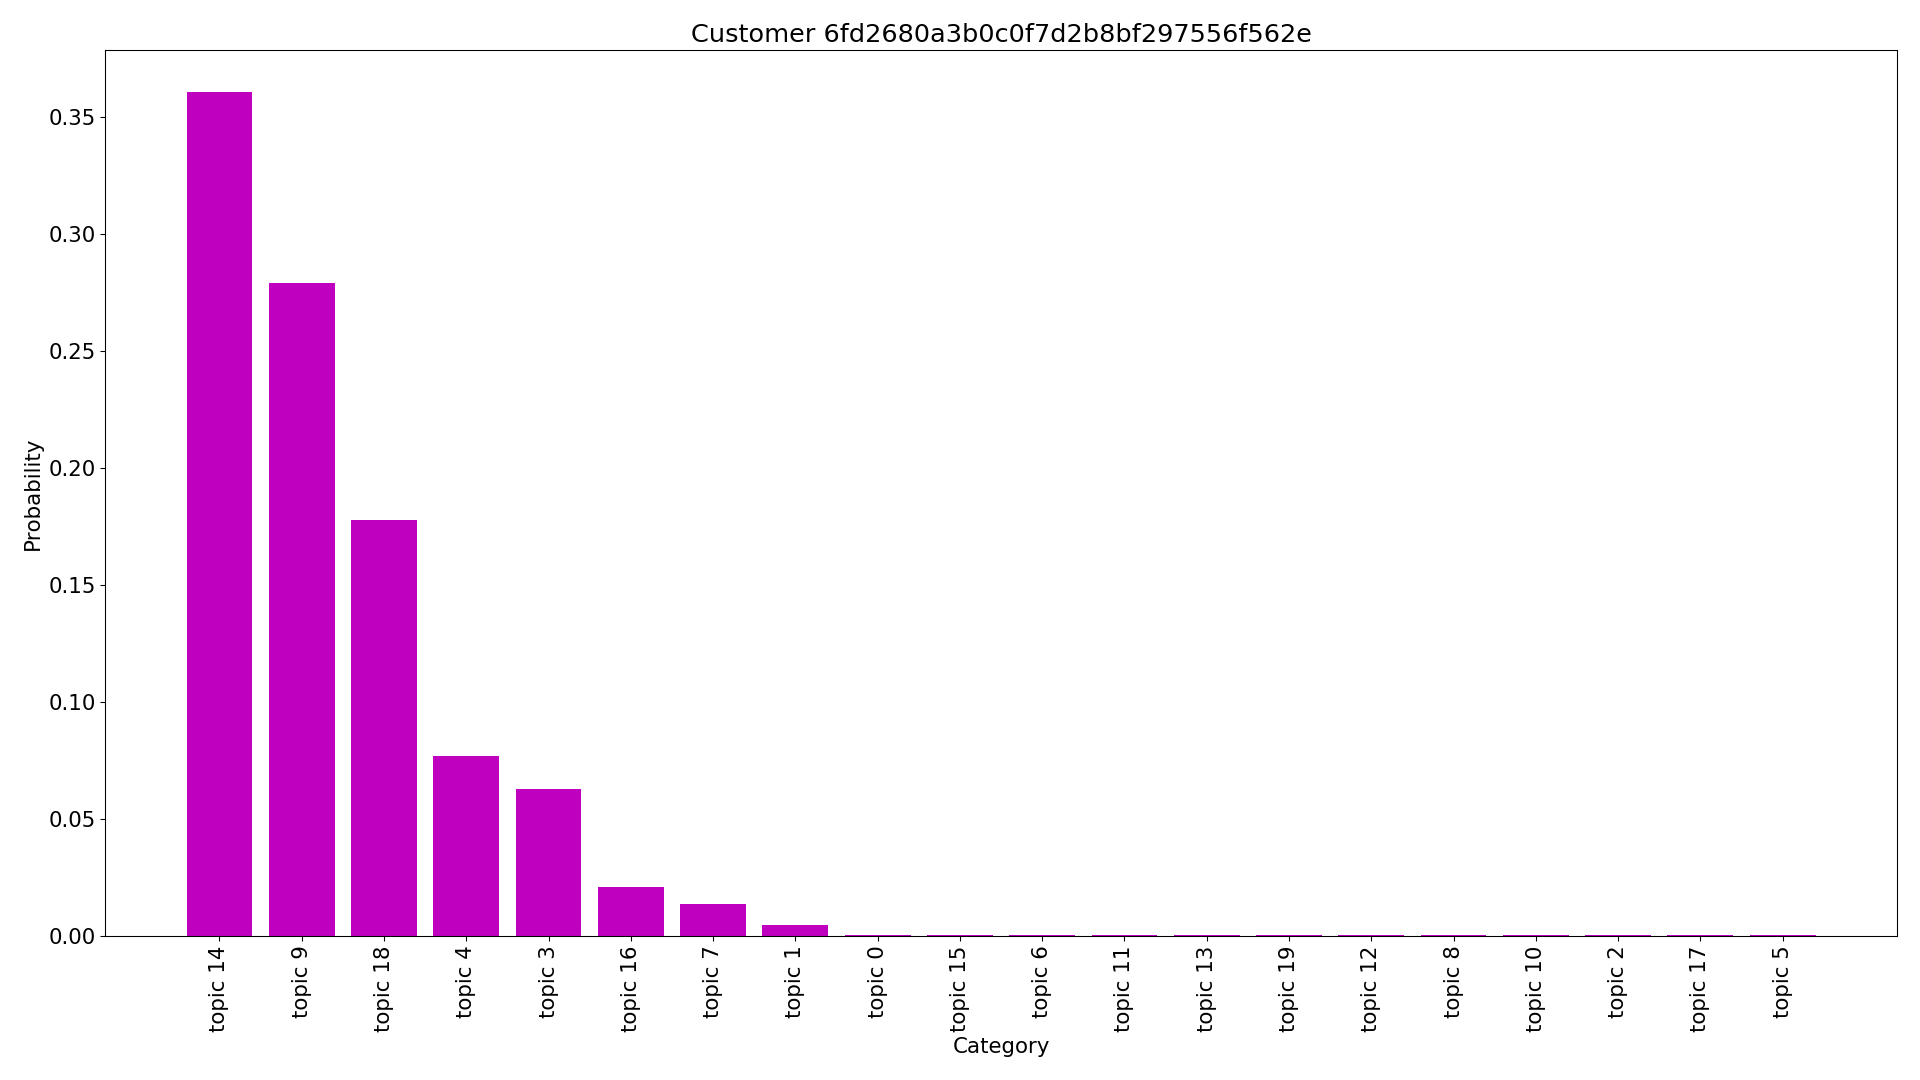 Customer 6fd2680a3b0c0f7d2b8bf297556f562e
Probability
0.35
0.30
0.25
0.20
0.15
0.10
0.05
0.00
topic 14
topic 9
topic 18
topic 4
topic 3
topic 16
topic 7
topic 1
topic 0
topic 15
topic 6
topic 11
topic 13
topic 19
topic 12
topic 8
topic 10
topic 2
topic 17
topic 5
Category